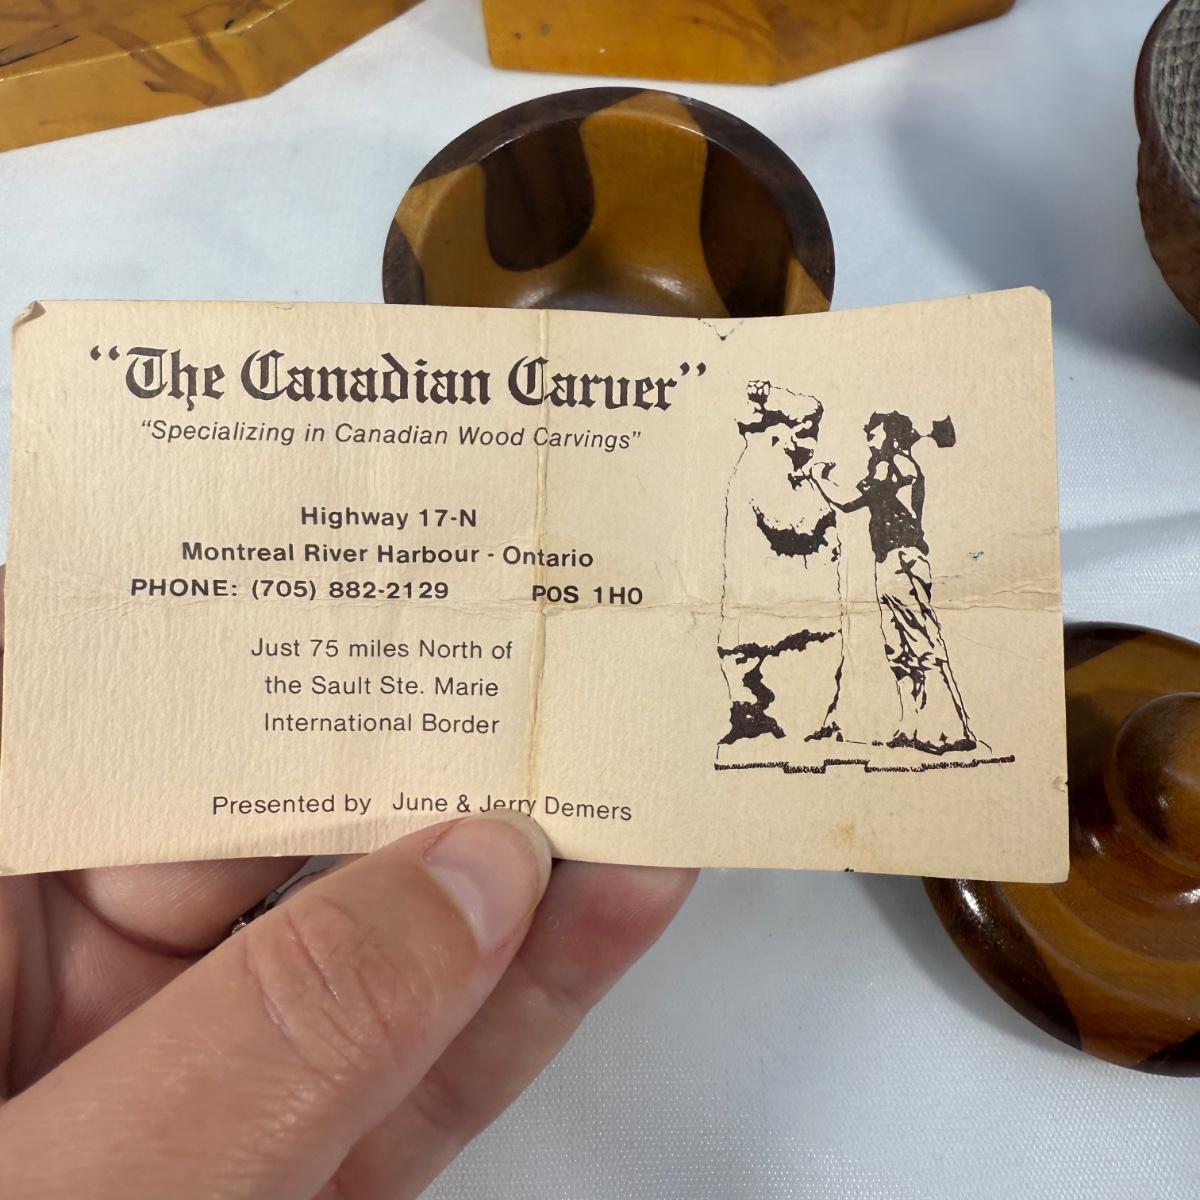 “The Canadian Carver”
“Specializing in Canadian Wood Carvings”
Highway 17-N
Montreal River Harbour - Ontario
PHONE: (705) 882-2129 P0S 1H0
Just 75 miles North of
the Sault Ste. Marie
International Border
Presented by June & Jerry Demers